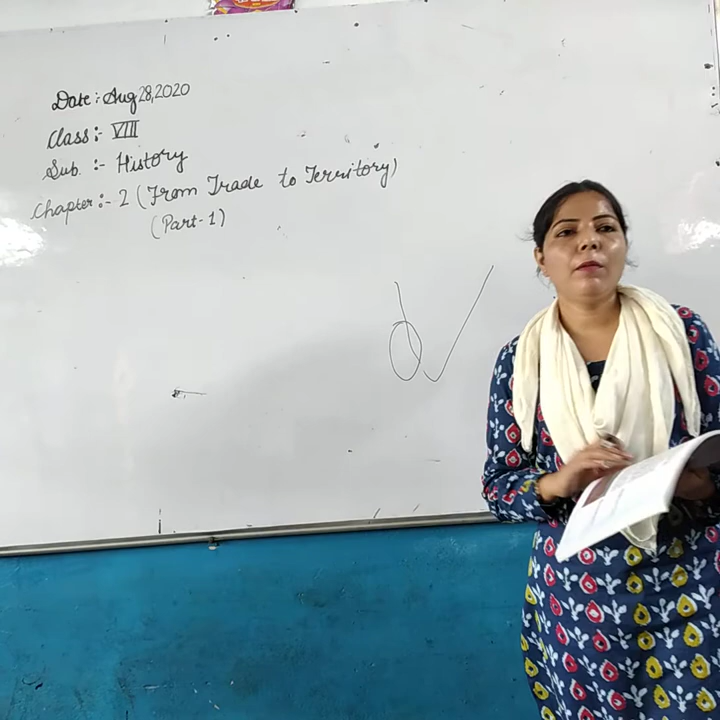 Date : Aug 28, 2020
Class :- VIII
Sub. :- History
Chapter :- 2 (From Trade to Territory)
(Part-1)